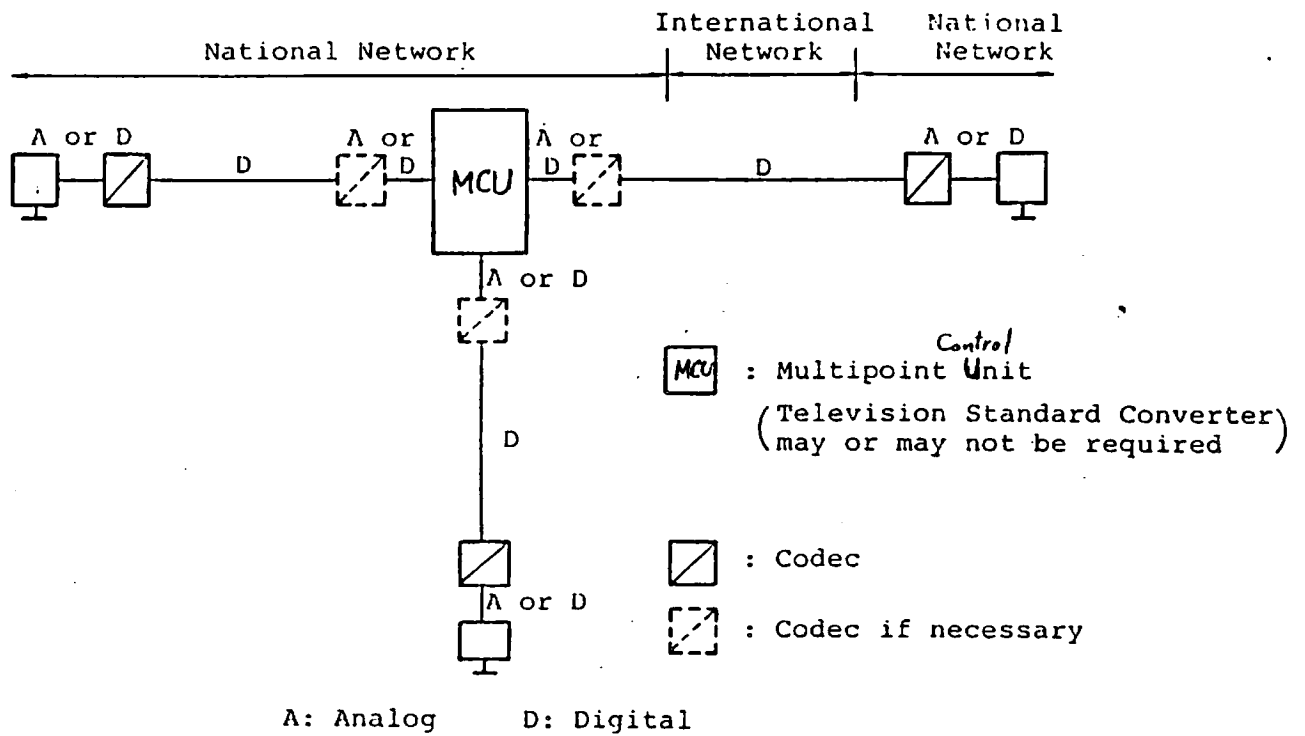 International
National
National Network
Network
Network
A or D
A or
A or
A or D
D
D
MCU
D
D
A or D
D
Control
MCU : Multipoint Unit
(Television Standard Converter
may or may not be required)
: Codec
A or D
: Codec if necessary
A: Analog D: Digital